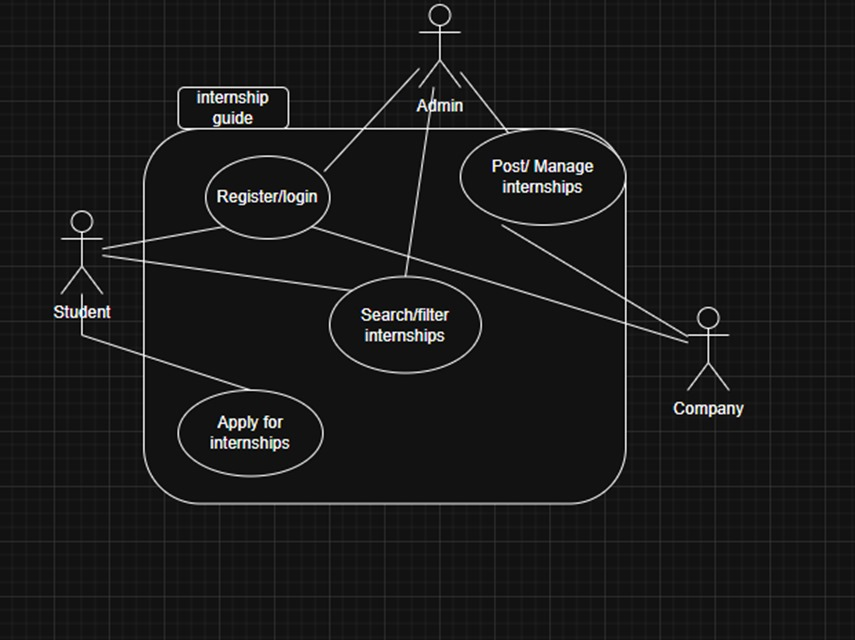 Admin
internship
guide
Post/ Manage
internships
Register/login
Student
Search/filter
internships
Company
Apply for
internships